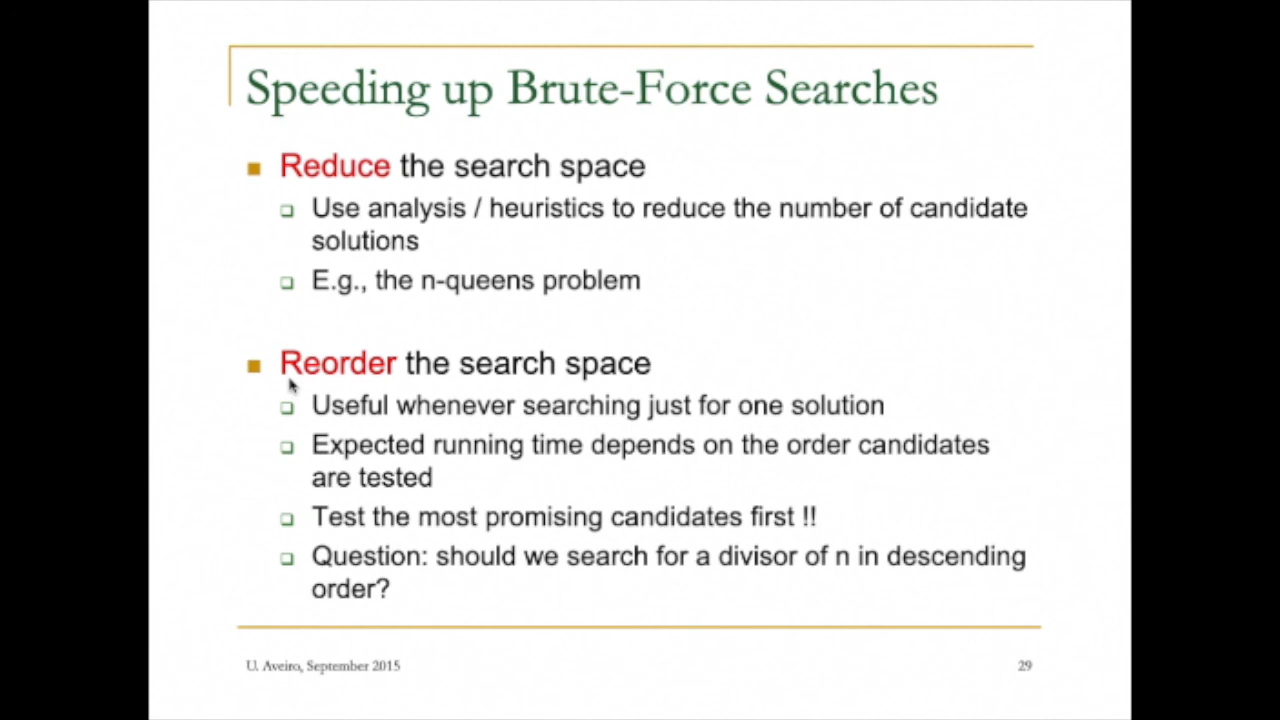 Speeding up Brute-Force Searches
Reduce the search space
Use analysis / heuristics to reduce the number of candidate
solutions
E.g., the n-queens problem
Reorder the search space
Useful whenever searching just for one solution
Expected running time depends on the order candidates
are tested
Test the most promising candidates first !!
Question: should we search for a divisor of n in descending
order?
U. Aveiro, September 2015
29